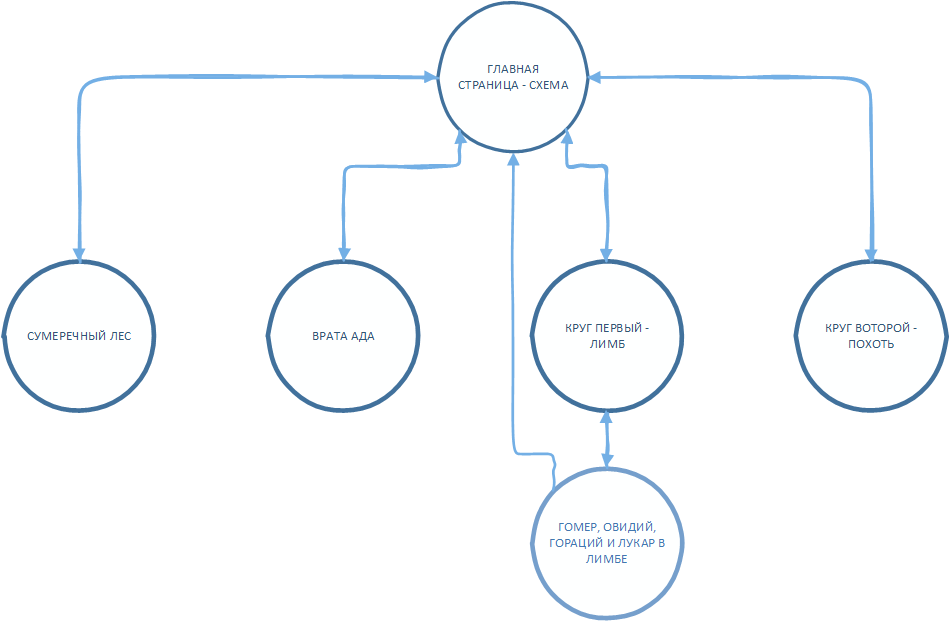 ГЛАВНАЯ
СТРАНИЦА - СХЕМА
СУМЕРЕЧНЫЙ ЛЕС
ВРАТА АДА
КРУГ ПЕРВЫЙ -
ЛИМБ
КРУГ ВОТОРОЙ -
ПОХОТЬ
ГОМЕР, ОВИДИЙ,
ГОРАЦИЙ И ЛУКАР В
ЛИМБЕ